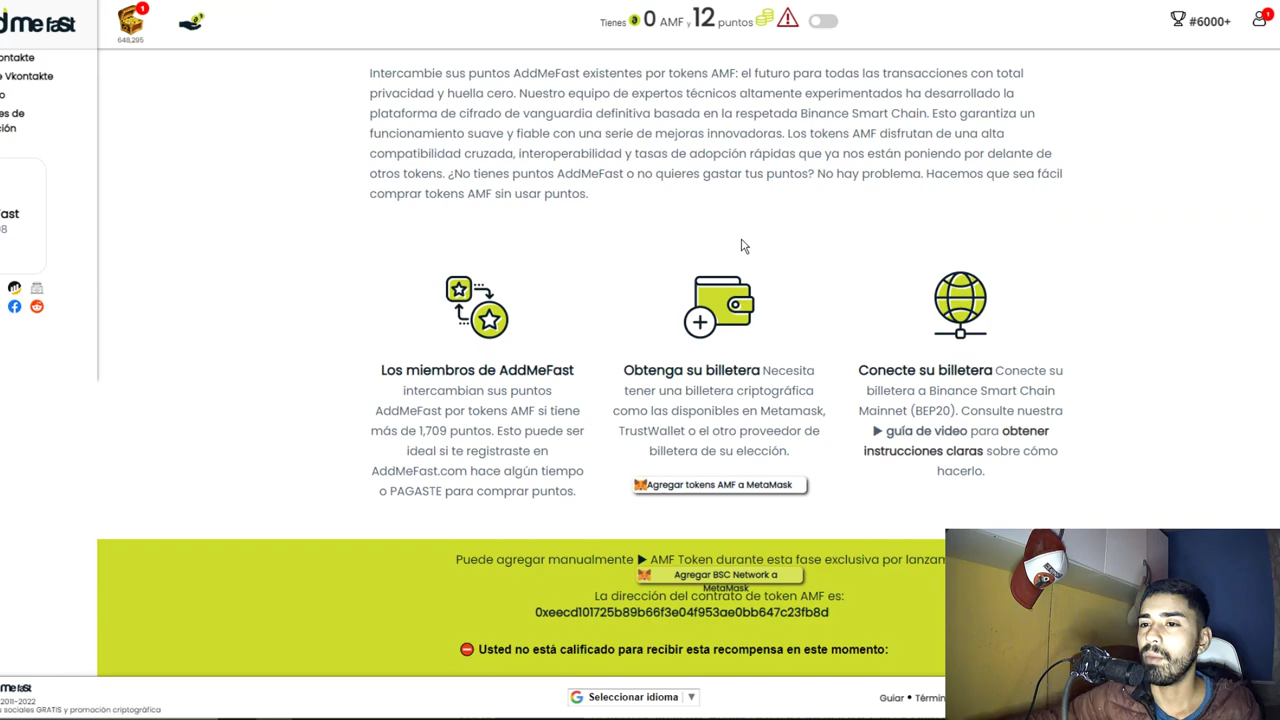 dmefast
1
648,295
Tienes 0 AMF y 12 puntos
#6000+
1
ontakte
e Vkontakte
o
es de
ión
ast
98
Intercambie sus puntos AddMeFast existentes por tokens AMF: el futuro para todas las transacciones con total
privacidad y huella cero. Nuestro equipo de expertos técnicos altamente experimentados ha desarrollado la
plataforma de cifrado de vanguardia definitiva basada en la respetada Binance Smart Chain. Esto garantiza un
funcionamiento suave y fiable con una serie de mejoras innovadoras. Los tokens AMF disfrutan de una alta
compatibilidad cruzada, interoperabilidad y tasas de adopción rápidas que ya nos están poniendo por delante de
otros tokens. ¿No tienes puntos AddMeFast o no quieres gastar tus puntos? No hay problema. Hacemos que sea fácil
comprar tokens AMF sin usar puntos.
Los miembros de AddMeFast
intercambian sus puntos
AddMeFast por tokens AMF si tiene
más de 1,709 puntos. Esto puede ser
ideal si te registraste en
AddMeFast.com hace algún tiempo
o PAGASTE para comprar puntos.
Obtenga su billetera Necesita
tener una billetera criptográfica
como las disponibles en Metamask,
TrustWallet o el otro proveedor de
billetera de su elección.
Agregar tokens AMF a MetaMask
Conecte su billetera Conecte su
billetera a Binance Smart Chain
Mainnet (BEP20). Consulte nuestra
▶ guía de video para obtener
instrucciones claras sobre cómo
hacerlo.
Puede agregar manualmente ▶ AMF Token durante esta fase exclusiva por lanzam
Agregar BSC Network a
MetaMask
La dirección del contrato de token AMF es:
0xeecd101725b89b66f3e04f953ae0bb647c23fb8d
Usted no está calificado para recibir esta recompensa en este momento:
mefast
2011-2022
s sociales GRATIS y promoción criptográfica
G Seleccionar idioma ▼
Guiar • Términ